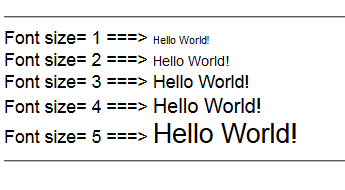 Font size= 1 ===> Hello World!
Font size= 2 ===> Hello World!
Font size= 3 ===> Hello World!
Font size= 4 ===> Hello World!
Font size= 5 ===> Hello World!